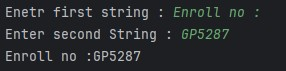 Enetr first string : Enroll no :
Enter second String : GP5287
Enroll no :GP5287